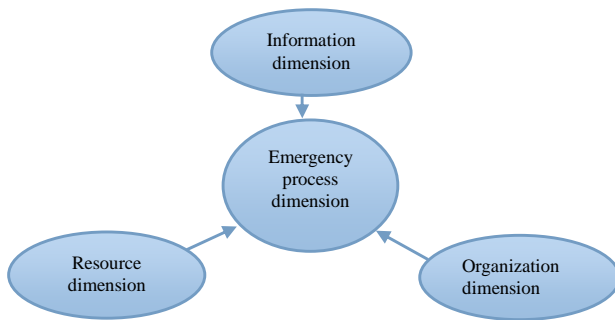 Information
dimension
Emergency
process
dimension
Resource
dimension
Organization
dimension